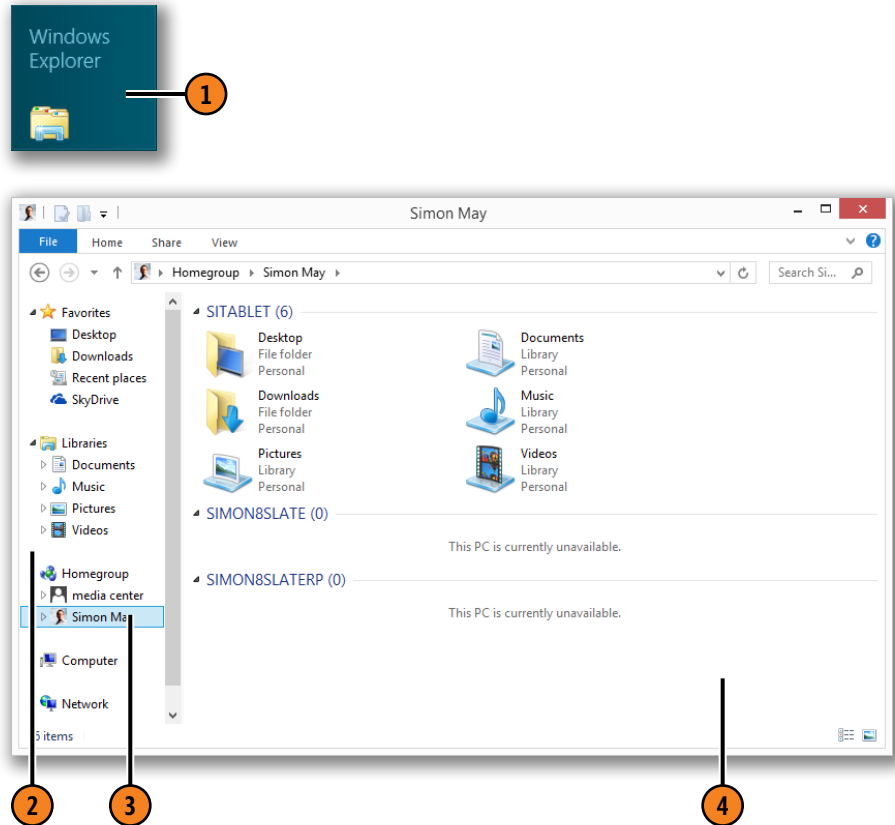 Windows
Explorer
1
Simon May
File Home Share View
Homegroup Simon May Search Si...
Favorites
Desktop
Downloads
Recent places
SkyDrive
Libraries
Documents
Music
Pictures
Videos
Homegroup
media center
Simon Ma
Computer
Network
items
SITABLET (6)
Desktop
File folder
Personal
Documents
Library
Personal
Downloads
File folder
Personal
Music
Library
Personal
Pictures
Library
Personal
Videos
Library
Personal
SIMON8SLATE (0)
This PC is currently unavailable.
SIMON8SLATERP (0)
This PC is currently unavailable.
2 3 4